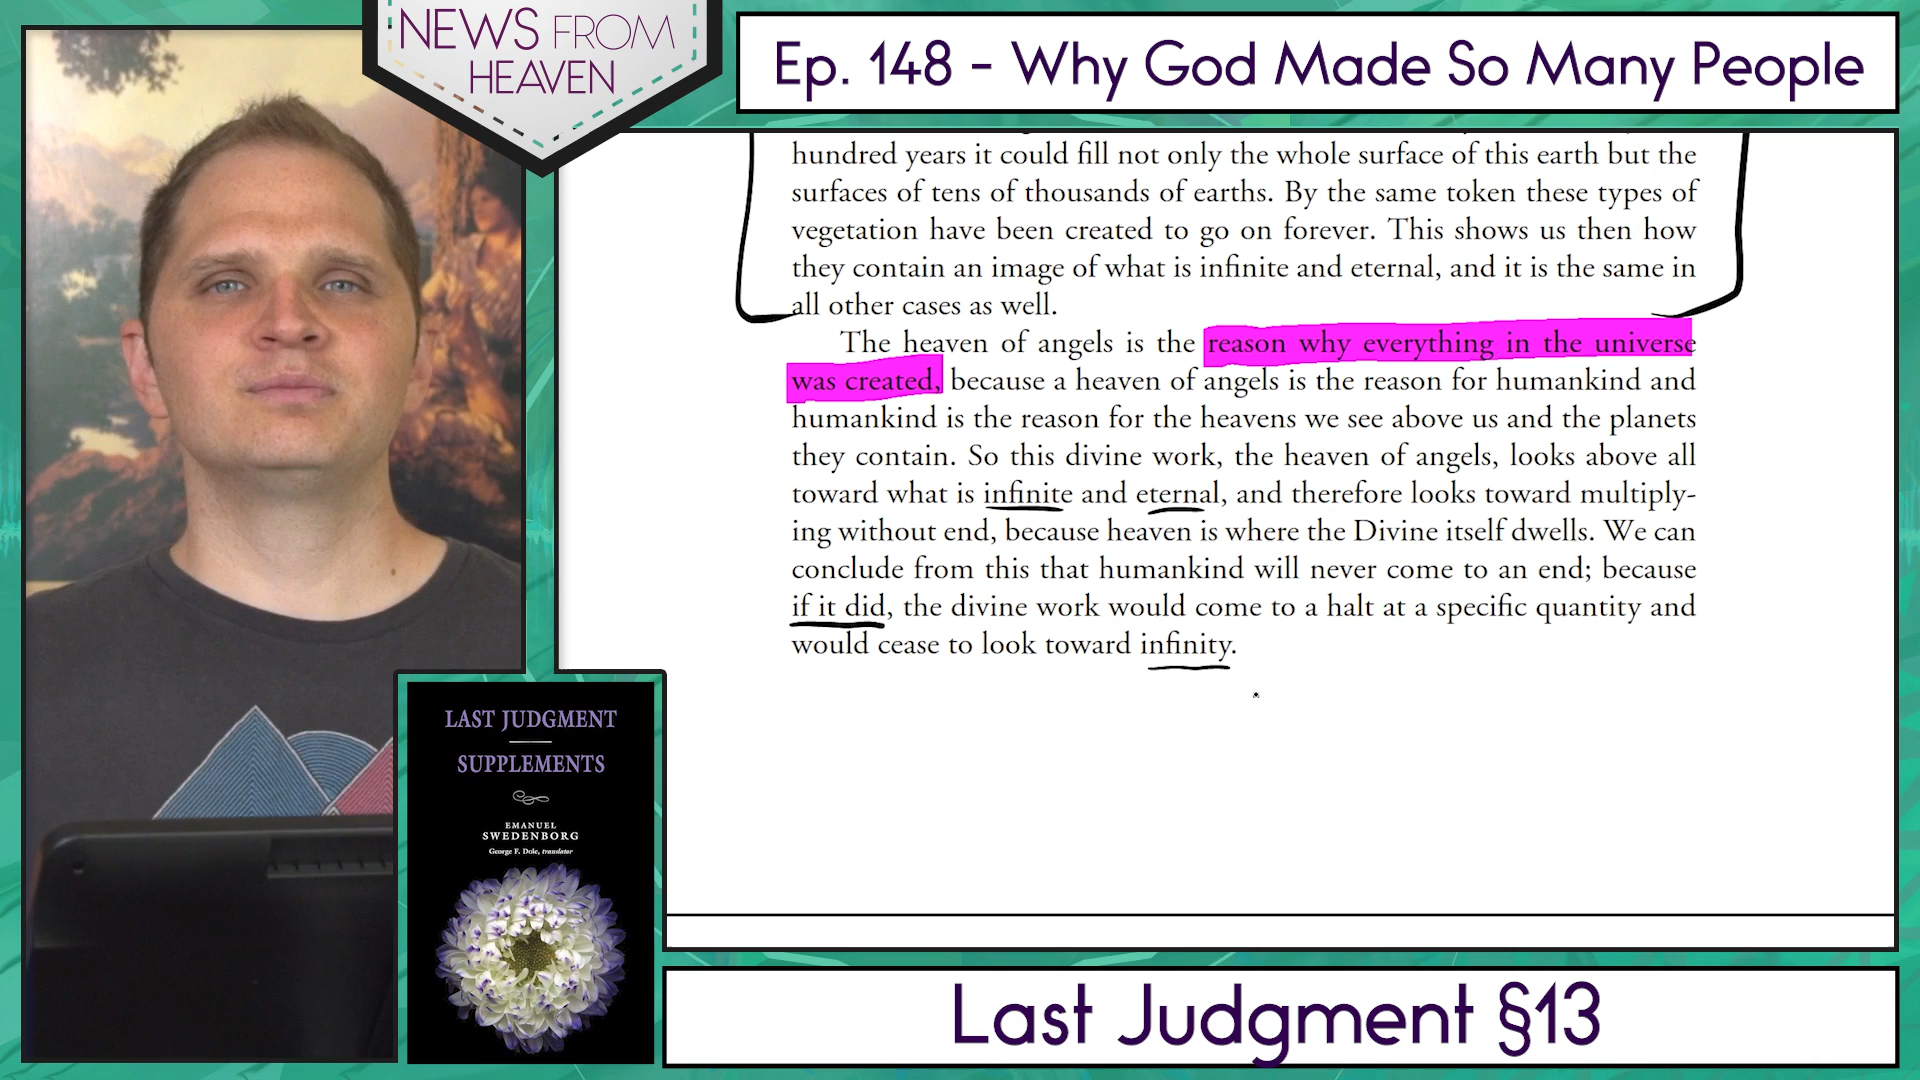 NEWS FROM
HEAVEN
Ep. 148 - Why God Made So Many People
hundred years it could fill not only the whole surface of this earth but the
surfaces of tens of thousands of earths. By the same token these types of
vegetation have been created to go on forever. This shows us then how
they contain an image of what is infinite and eternal, and it is the same in
all other cases as well.
The heaven of angels is the reason why everything in the universe
was created, because a heaven of angels is the reason for humankind and
humankind is the reason for the heavens we see above us and the planets
they contain. So this divine work, the heaven of angels, looks above all
toward what is infinite and eternal, and therefore looks toward multiply-
ing without end, because heaven is where the Divine itself dwells. We can
conclude from this that humankind will never come to an end; because
if it did, the divine work would come to a halt at a specific quantity and
would cease to look toward infinity.
LAST JUDGMENT
SUPPLEMENTS
EMANUEL
SWEDENBORG
George F. Dole, translator
Last Judgment §13